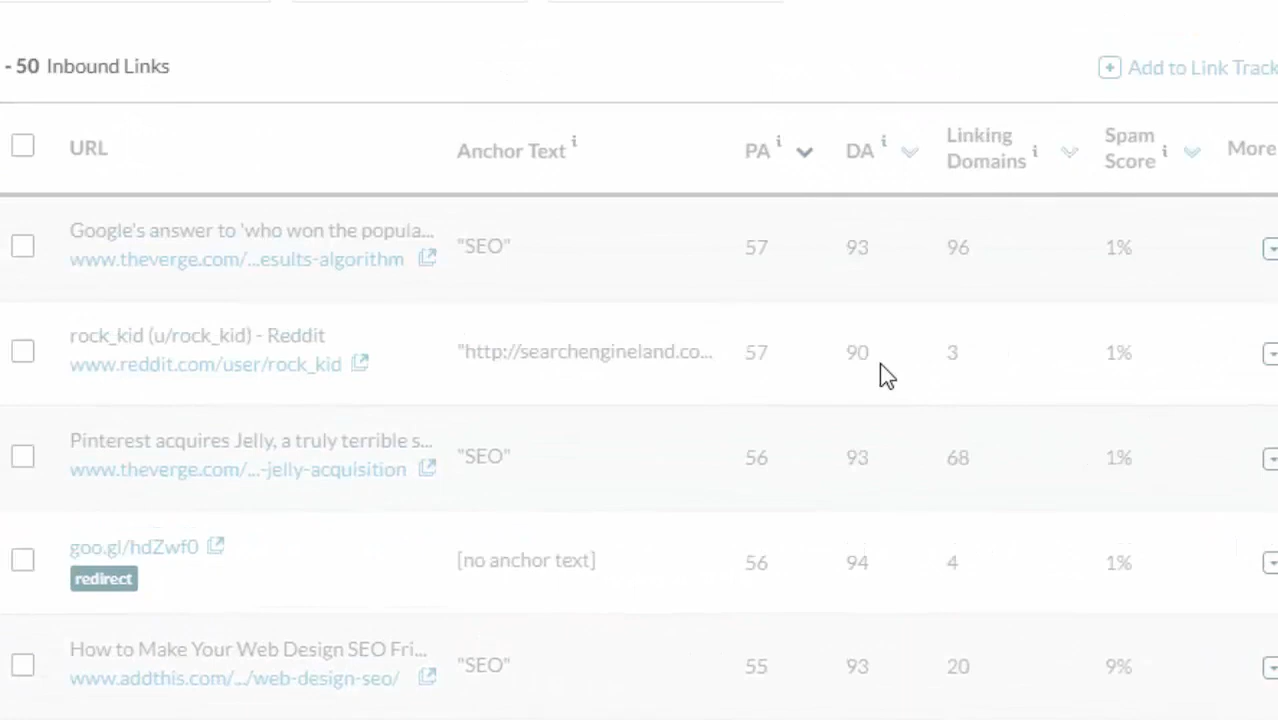 - 50 Inbound Links
+ Add to Link Track
URL
Anchor Text i
PA i
DA i
Linking
Domains i
Spam
Score i
More
Google's answer to 'who won the popula...
www.theverge.com/...esults-algorithm
"SEO"
57
93
96
1%
rock_kid (u/rock_kid) - Reddit
www.reddit.com/user/rock_kid
"http://searchengineland.co...
57
90
3
1%
Pinterest acquires Jelly, a truly terrible s...
www.theverge.com/...-jelly-acquisition
"SEO"
56
93
68
1%
goo.gl/hdZwf0
redirect
[no anchor text]
56
94
4
1%
How to Make Your Web Design SEO Fri...
www.addthis.com/.../web-design-seo/
"SEO"
55
93
20
9%